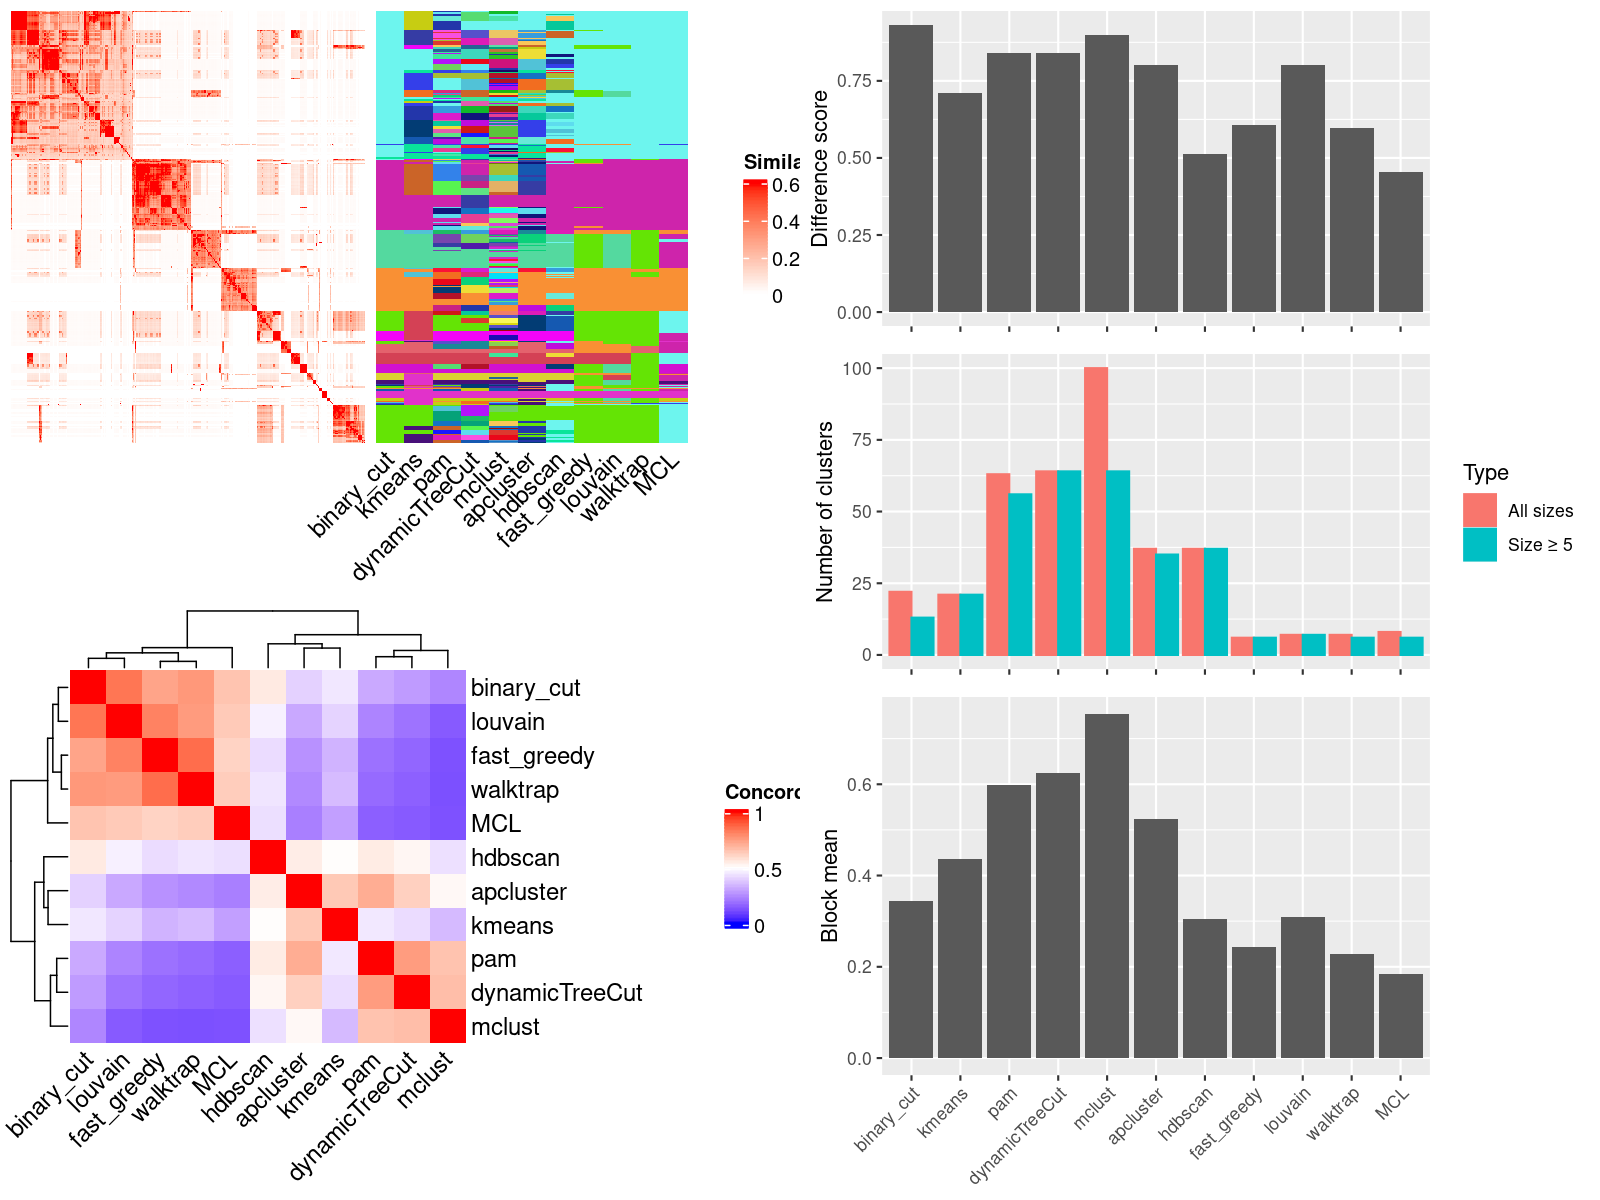 Simila
0.6
0.4
0.2
0
binary_cut
kmeans
pam
dynamicTreeCut
mclust
apcluster
hdbscan
fast_greedy
louvain
walktrap
MCL
binary_cut
louvain
fast_greedy
walktrap
MCL
hdbscan
apcluster
kmeans
pam
dynamicTreeCut
mclust
binary_cut
louvain
fast_greedy
walktrap
MCL
hdbscan
apcluster
kmeans
pam
dynamicTreeCut
mclust
Concord
1
0.5
0
Difference score
0.75
0.50
0.25
0.00
Number of clusters
100
75
50
25
0
Type
All sizes
Size ≥ 5
Block mean
0.6
0.4
0.2
0.0
binary_cut
kmeans
pam
dynamicTreeCut
mclust
apcluster
hdbscan
fast_greedy
louvain
walktrap
MCL